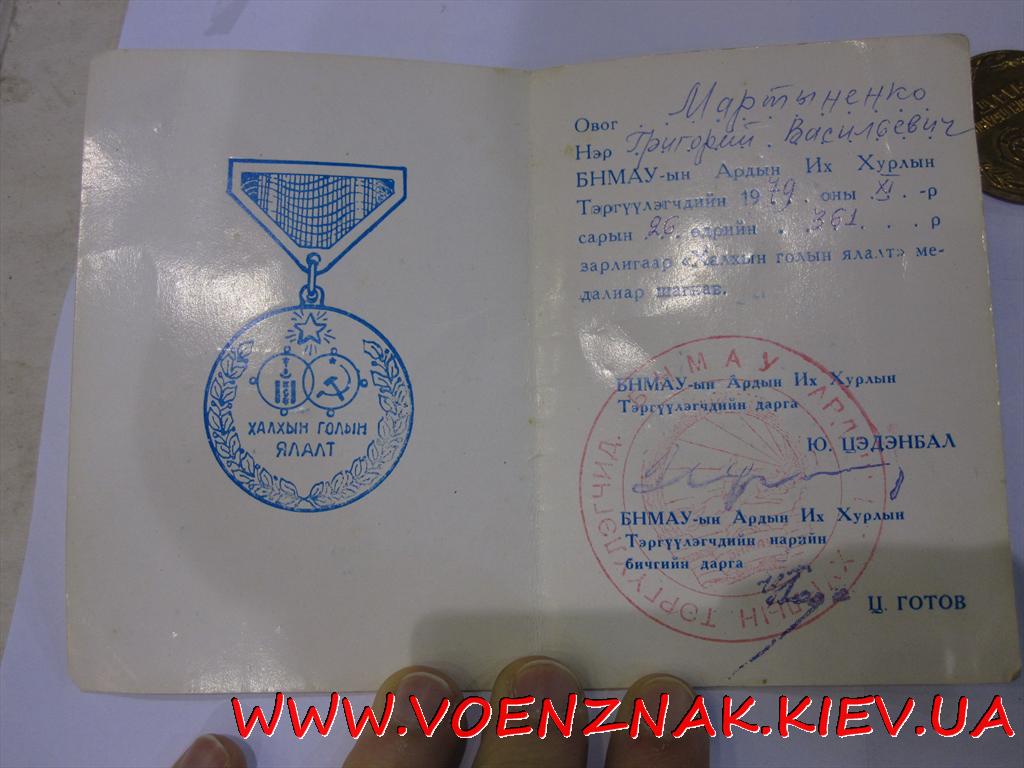 ХАЛХЫН ГОЛЫН
ЯЛАЛТ
Овог Мартыненко
Нэр Григорий Васильевич
БНМАУ-ын Ардын Их Хурлын
Тэргүүлэгчдийн 1979 оны XI -р
сарын 26 өдрийн 361 . . . р
зарлигаар «Халхын голын ялалт» ме-
далиар шагнав.
БНМАУ-ын Ардын Их Хурлын
Тэргүүлэгчдийн дарга
Ю. ЦЭДЭНБАЛ
БНМАУ-ын Ардын Их Хурлын
Тэргүүлэгчдийн нарийн
бичгийн дарга
Ц. ГОТОВ
WWW.VOENZNAK.KIEV.UA